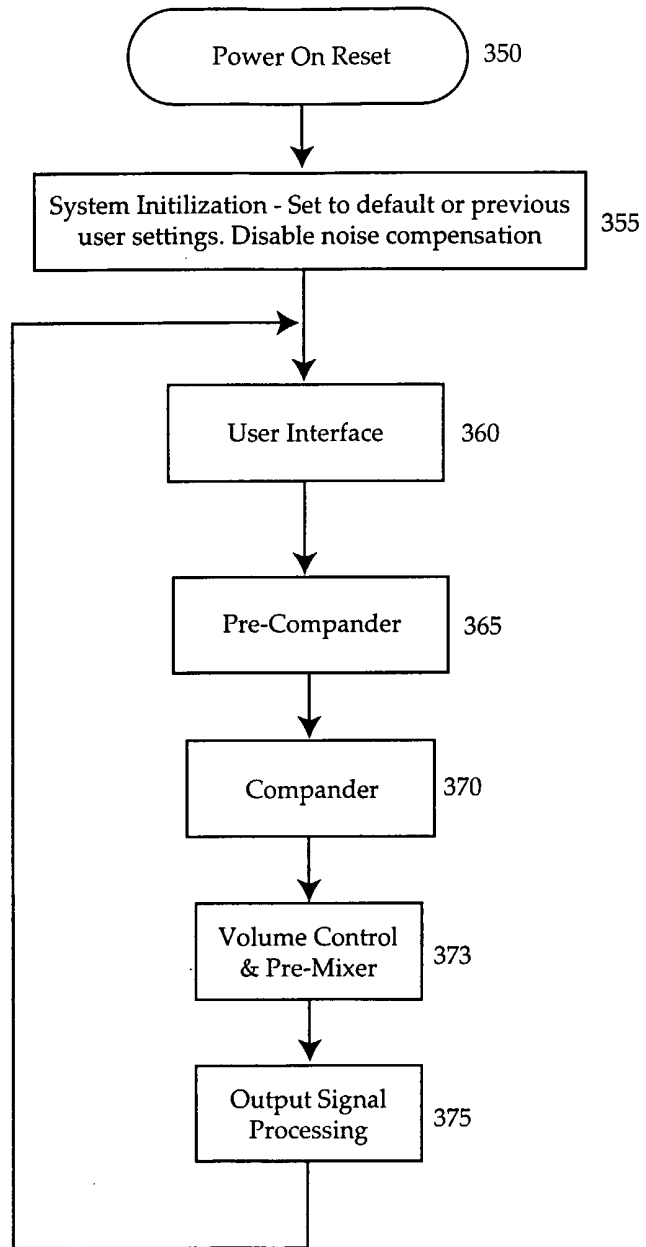 Power On Reset
350
System Initilization - Set to default or previous
user settings. Disable noise compensation
355
User Interface
360
Pre-Compander
365
Compander
370
Volume Control
& Pre-Mixer
373
Output Signal
Processing
375